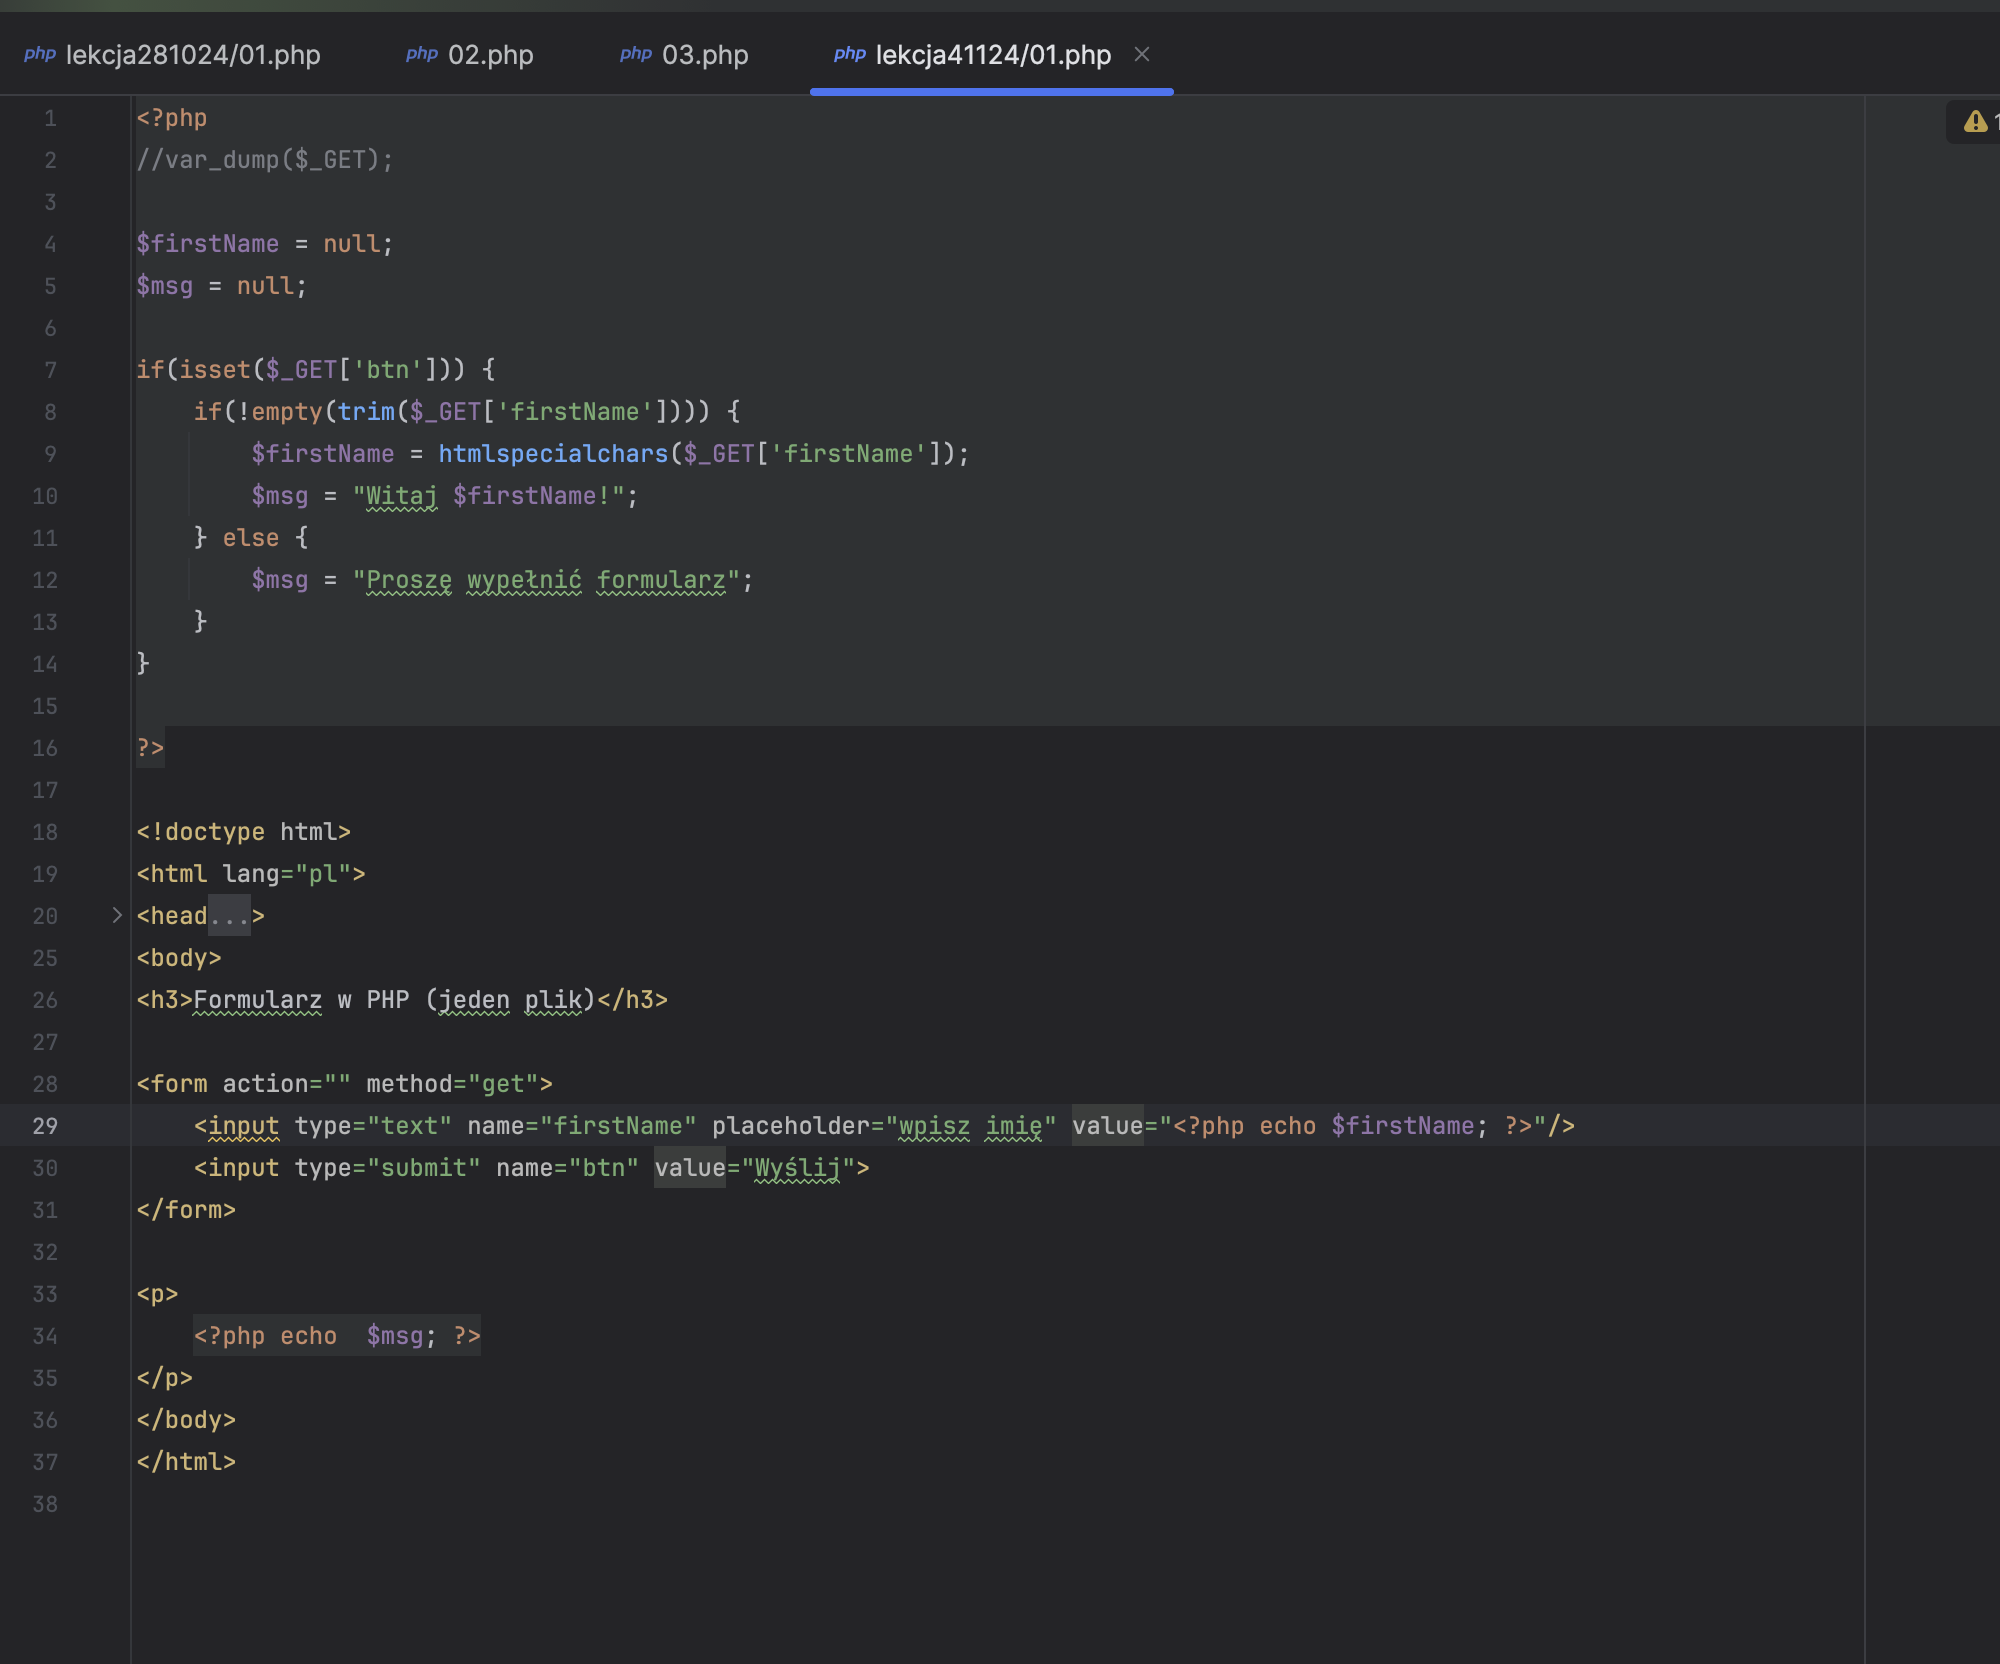 php lekcja281024/01.php php 02.php php 03.php php lekcja41124/01.php
1 <?php
2 //var_dump($_GET);
3
4 $firstName = null;
5 $msg = null;
6
7 if(isset($_GET['btn'])) {
8     if(!empty(trim($_GET['firstName']))) {
9         $firstName = htmlspecialchars($_GET['firstName']);
10         $msg = "Witaj $firstName!";
11     } else {
12         $msg = "Proszę wypełnić formularz";
13     }
14 }
15
16 ?>
17
18 <!doctype html>
19 <html lang="pl">
20 <head...>
25 <body>
26 <h3>Formularz w PHP (jeden plik)</h3>
27
28 <form action="" method="get">
29     <input type="text" name="firstName" placeholder="wpisz imię" value="<?php echo $firstName; ?>"/>
30     <input type="submit" name="btn" value="Wyślij">
31 </form>
32
33 <p>
34     <?php echo  $msg; ?>
35 </p>
36 </body>
37 </html>
38